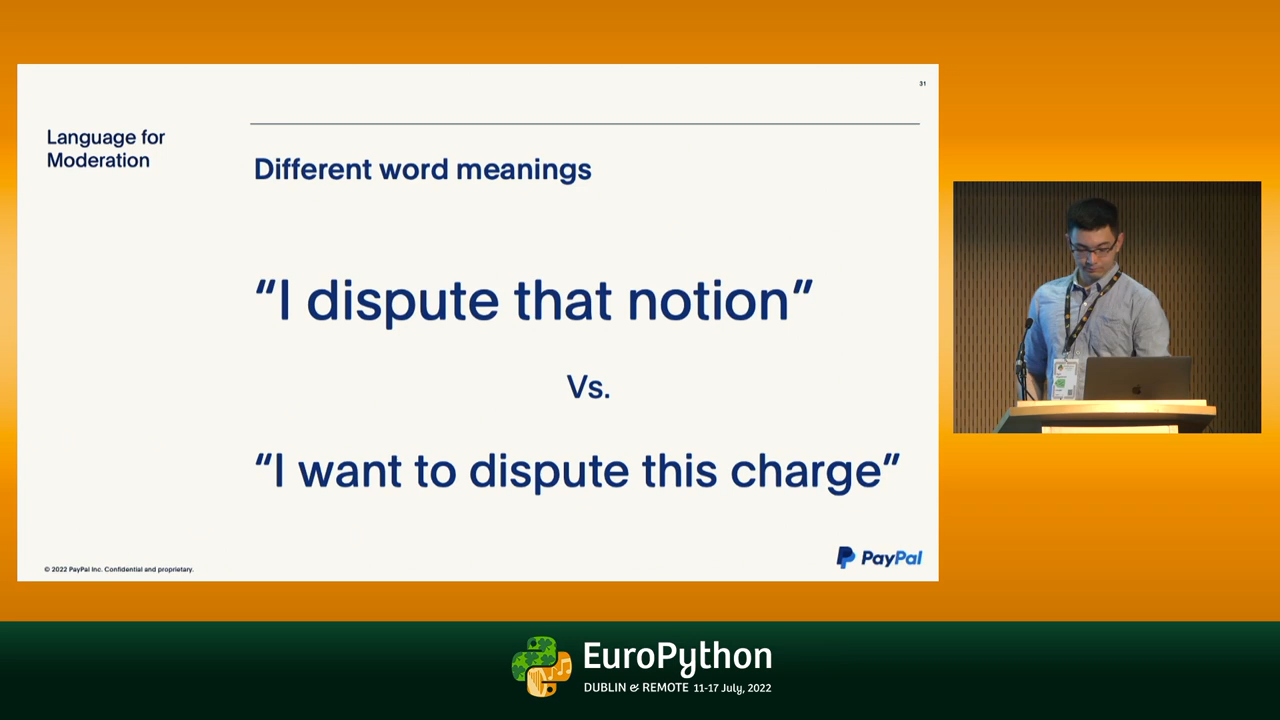 31
Language for
Moderation
Different word meanings
“I dispute that notion”
Vs.
“I want to dispute this charge”
© 2022 PayPal Inc. Confidential and proprietary.
PayPal
EuroPython
DUBLIN & REMOTE 11-17 July, 2022